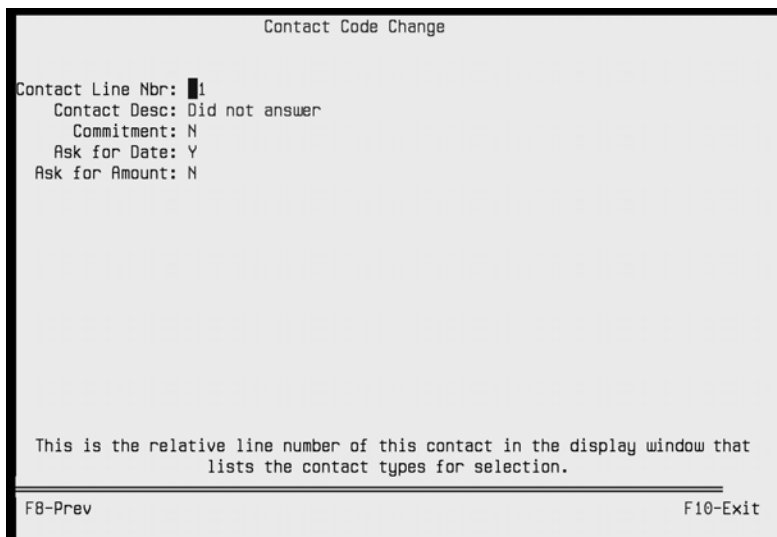 Contact Code Change
Contact Line Nbr: 1
Contact Desc: Did not answer
Commitment: N
Ask for Date: Y
Ask for Amount: N
This is the relative line number of this contact in the display window that
lists the contact types for selection.
F8-Prev F10-Exit